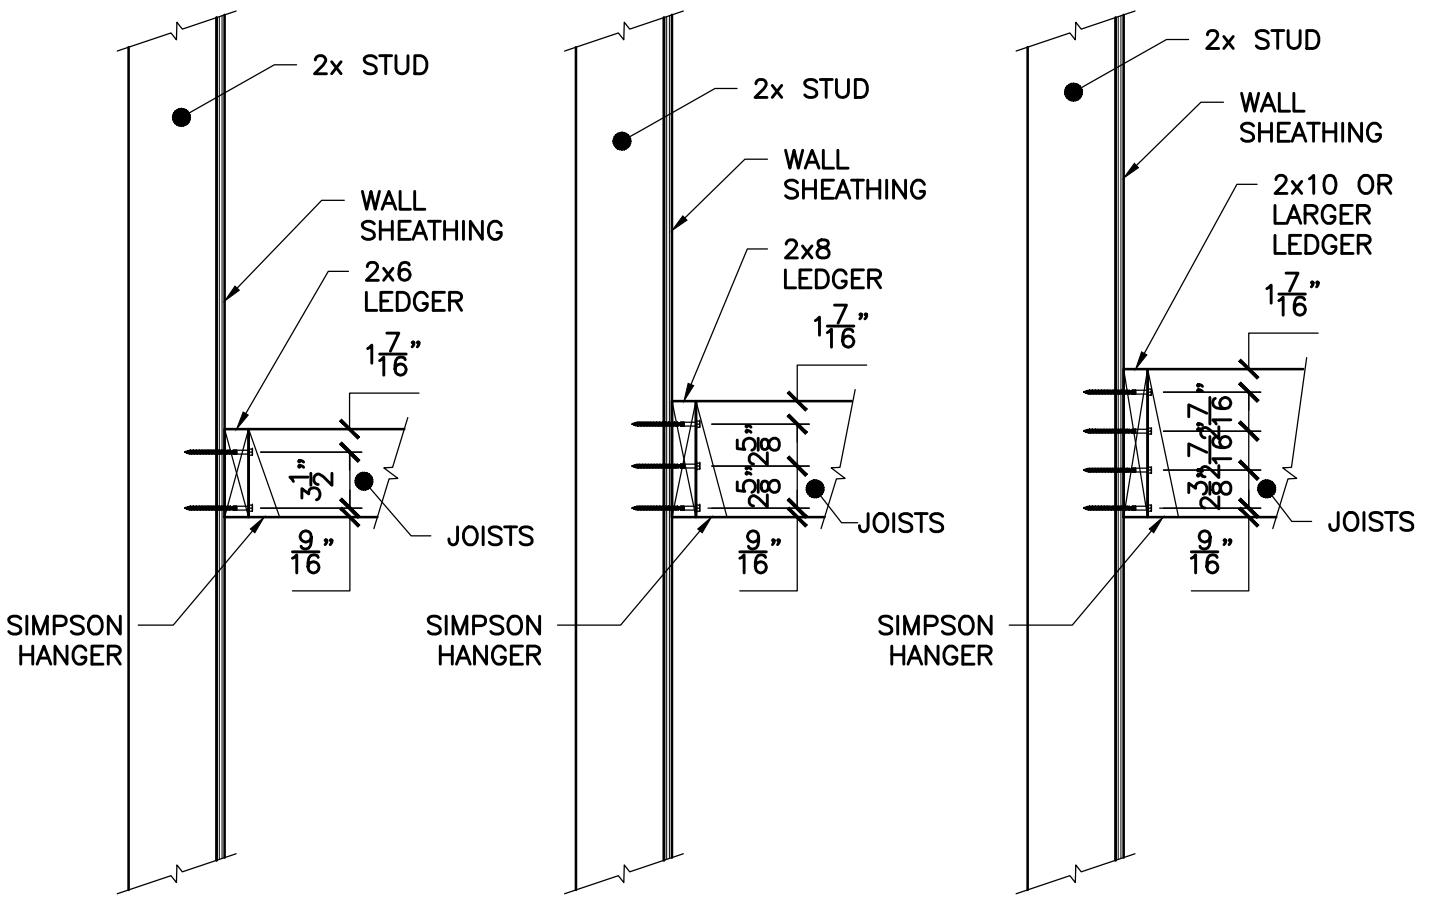 2x STUD
WALL
SHEATHING
2x6
LEDGER
1 7/16"
3 1/2"
9/16"
JOISTS
SIMPSON
HANGER
2x STUD
WALL
SHEATHING
2x8
LEDGER
1 7/16"
2 5/8"
2 5/8"
9/16"
JOISTS
SIMPSON
HANGER
2x STUD
WALL
SHEATHING
2x10 OR
LARGER
LEDGER
1 7/16"
2 7/16"
2 7/16"
2 3/8"
9/16"
JOISTS
SIMPSON
HANGER